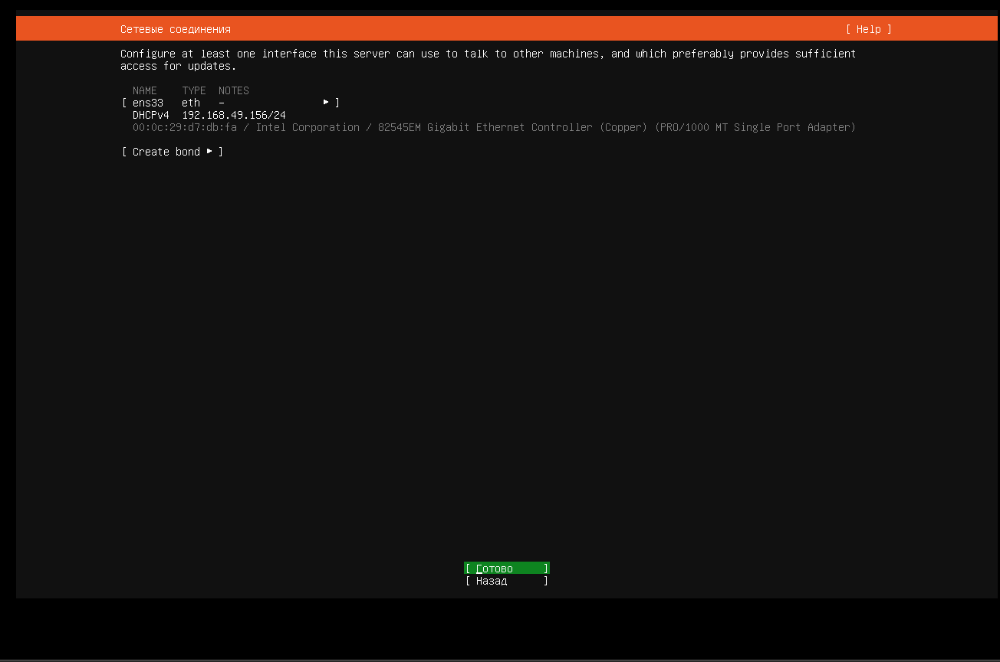 Сетевые соединения [ Help ]
Configure at least one interface this server can use to talk to other machines, and which preferably provides sufficient
access for updates.
NAME TYPE NOTES
[ ens33 eth – ▸ ]
DHCPv4 192.168.49.156/24
00:0c:29:d7:db:fa / Intel Corporation / 82545EM Gigabit Ethernet Controller (Copper) (PRO/1000 MT Single Port Adapter)
[ Create bond ▸ ]
[ Готово ]
[ Назад ]